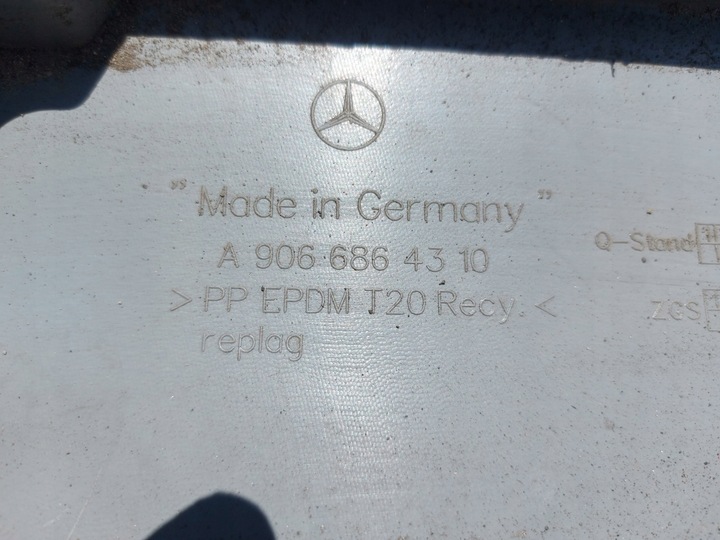 " Made in Germany "
A 906 686 43 10
> PP EPDM T20 Recy. <
replag
Q-Stand
ZGS